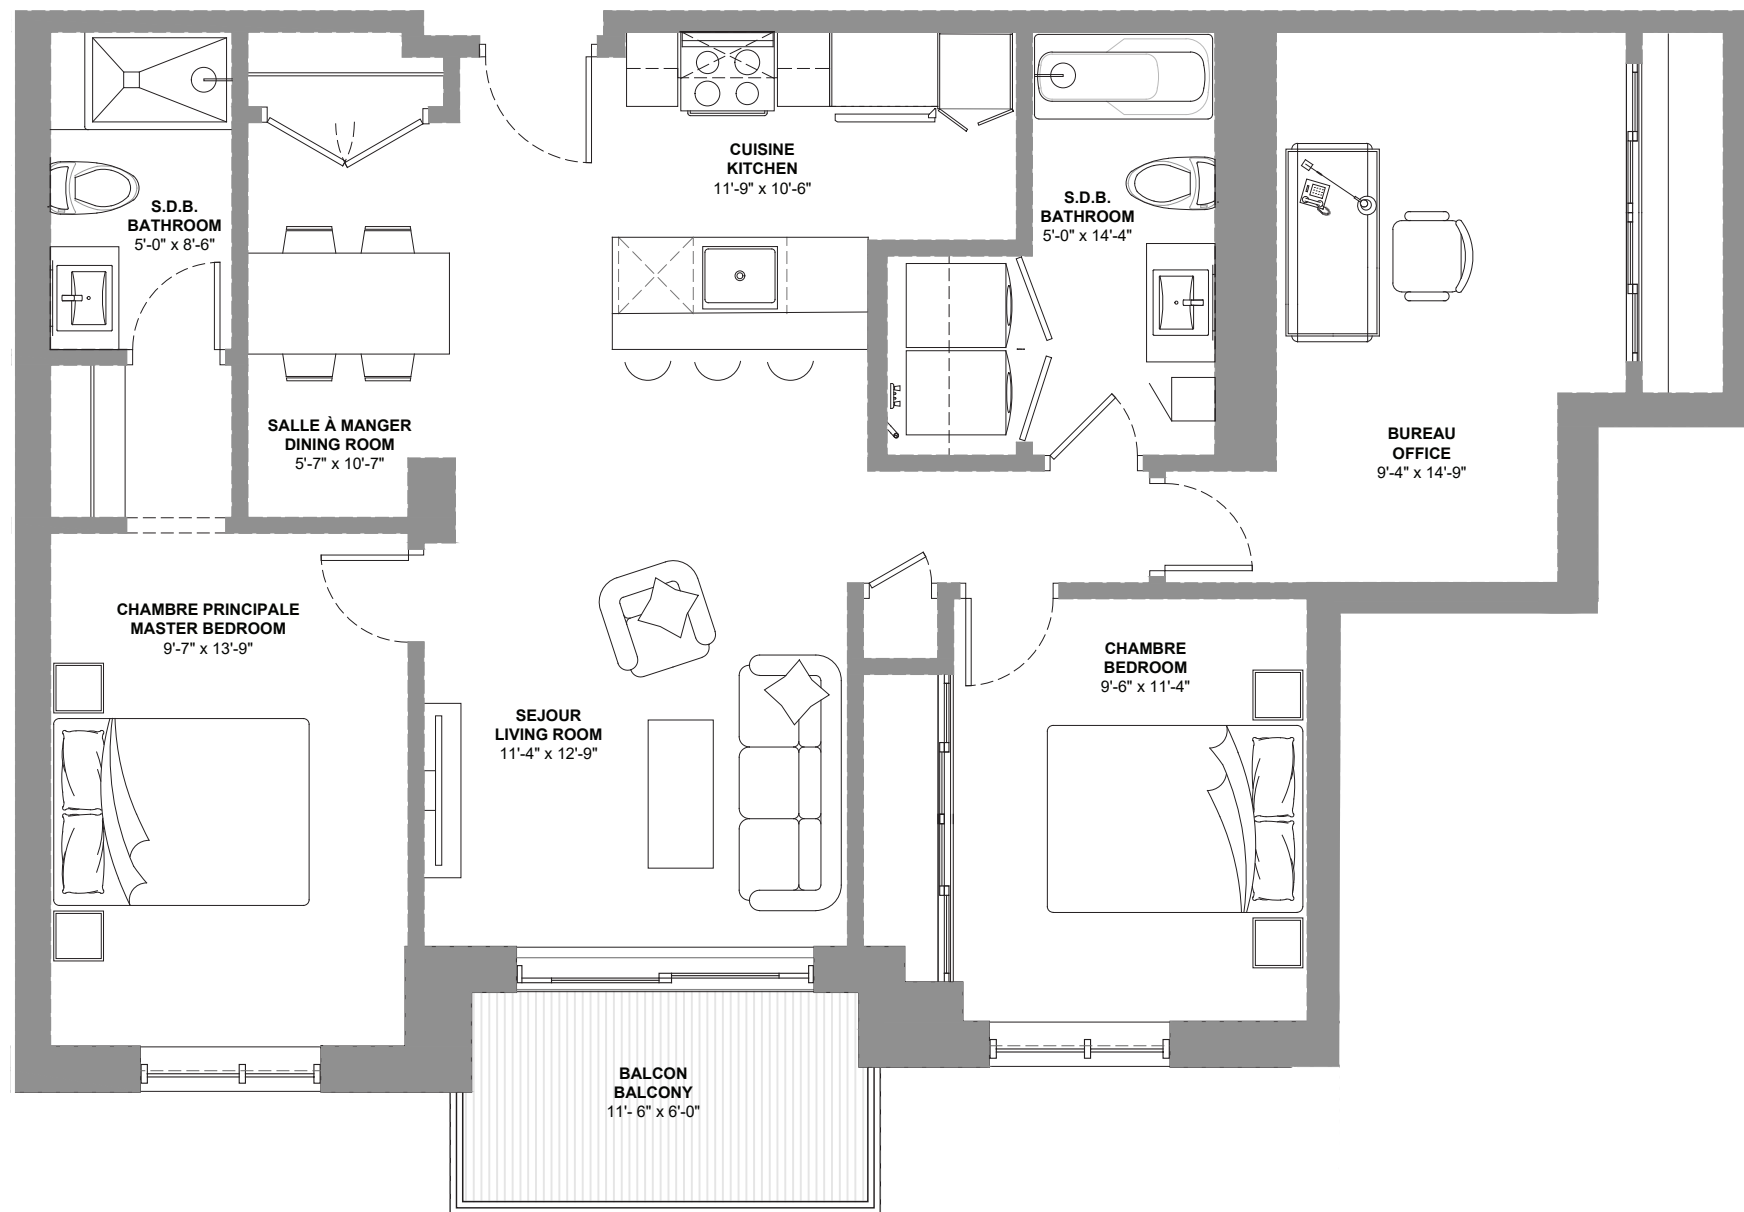 CUISINE
KITCHEN
11'-9" x 10'-6"
S.D.B.
BATHROOM
5'-0" x 8'-6"
S.D.B.
BATHROOM
5'-0" x 14'-4"
SALLE À MANGER
DINING ROOM
5'-7" x 10'-7"
BUREAU
OFFICE
9'-4" x 14'-9"
CHAMBRE PRINCIPALE
MASTER BEDROOM
9'-7" x 13'-9"
CHAMBRE
BEDROOM
9'-6" x 11'-4"
SEJOUR
LIVING ROOM
11'-4" x 12'-9"
BALCON
BALCONY
11'- 6" x 6'-0"